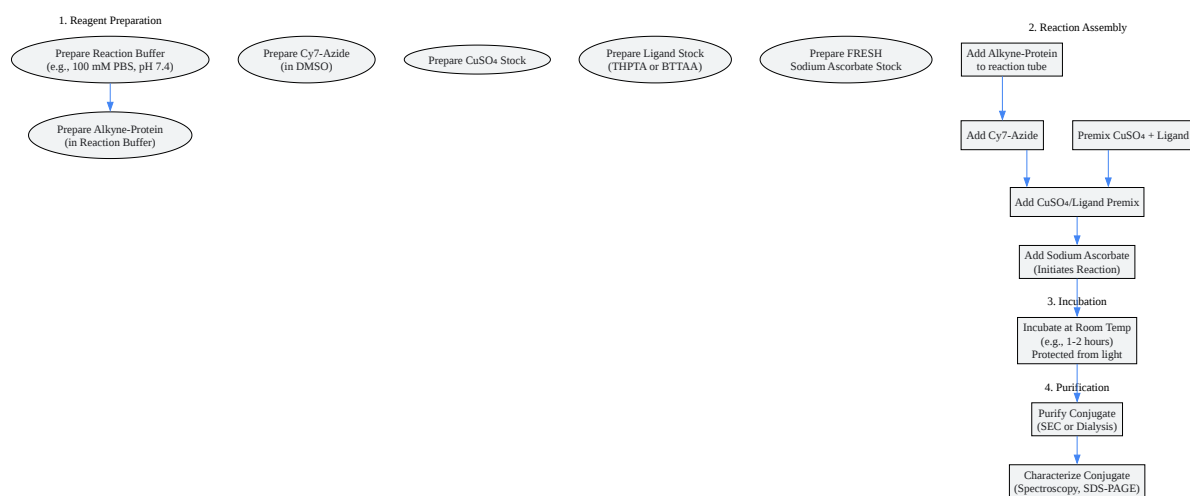 1. Reagent Preparation
Prepare Reaction Buffer
(e.g., 100 mM PBS, pH 7.4)
Prepare Cy7-Azide
(in DMSO)
Prepare CuSO₄ Stock
Prepare Ligand Stock
(THPTA or BTTAA)
Prepare FRESH
Sodium Ascorbate Stock
Prepare Alkyne-Protein
(in Reaction Buffer)
2. Reaction Assembly
Add Alkyne-Protein
to reaction tube
Add Cy7-Azide
Premix CuSO₄ + Ligand
Add CuSO₄/Ligand Premix
Add Sodium Ascorbate
(Initiates Reaction)
3. Incubation
Incubate at Room Temp
(e.g., 1-2 hours)
Protected from light
4. Purification
Purify Conjugate
(SEC or Dialysis)
Characterize Conjugate
(Spectroscopy, SDS-PAGE)